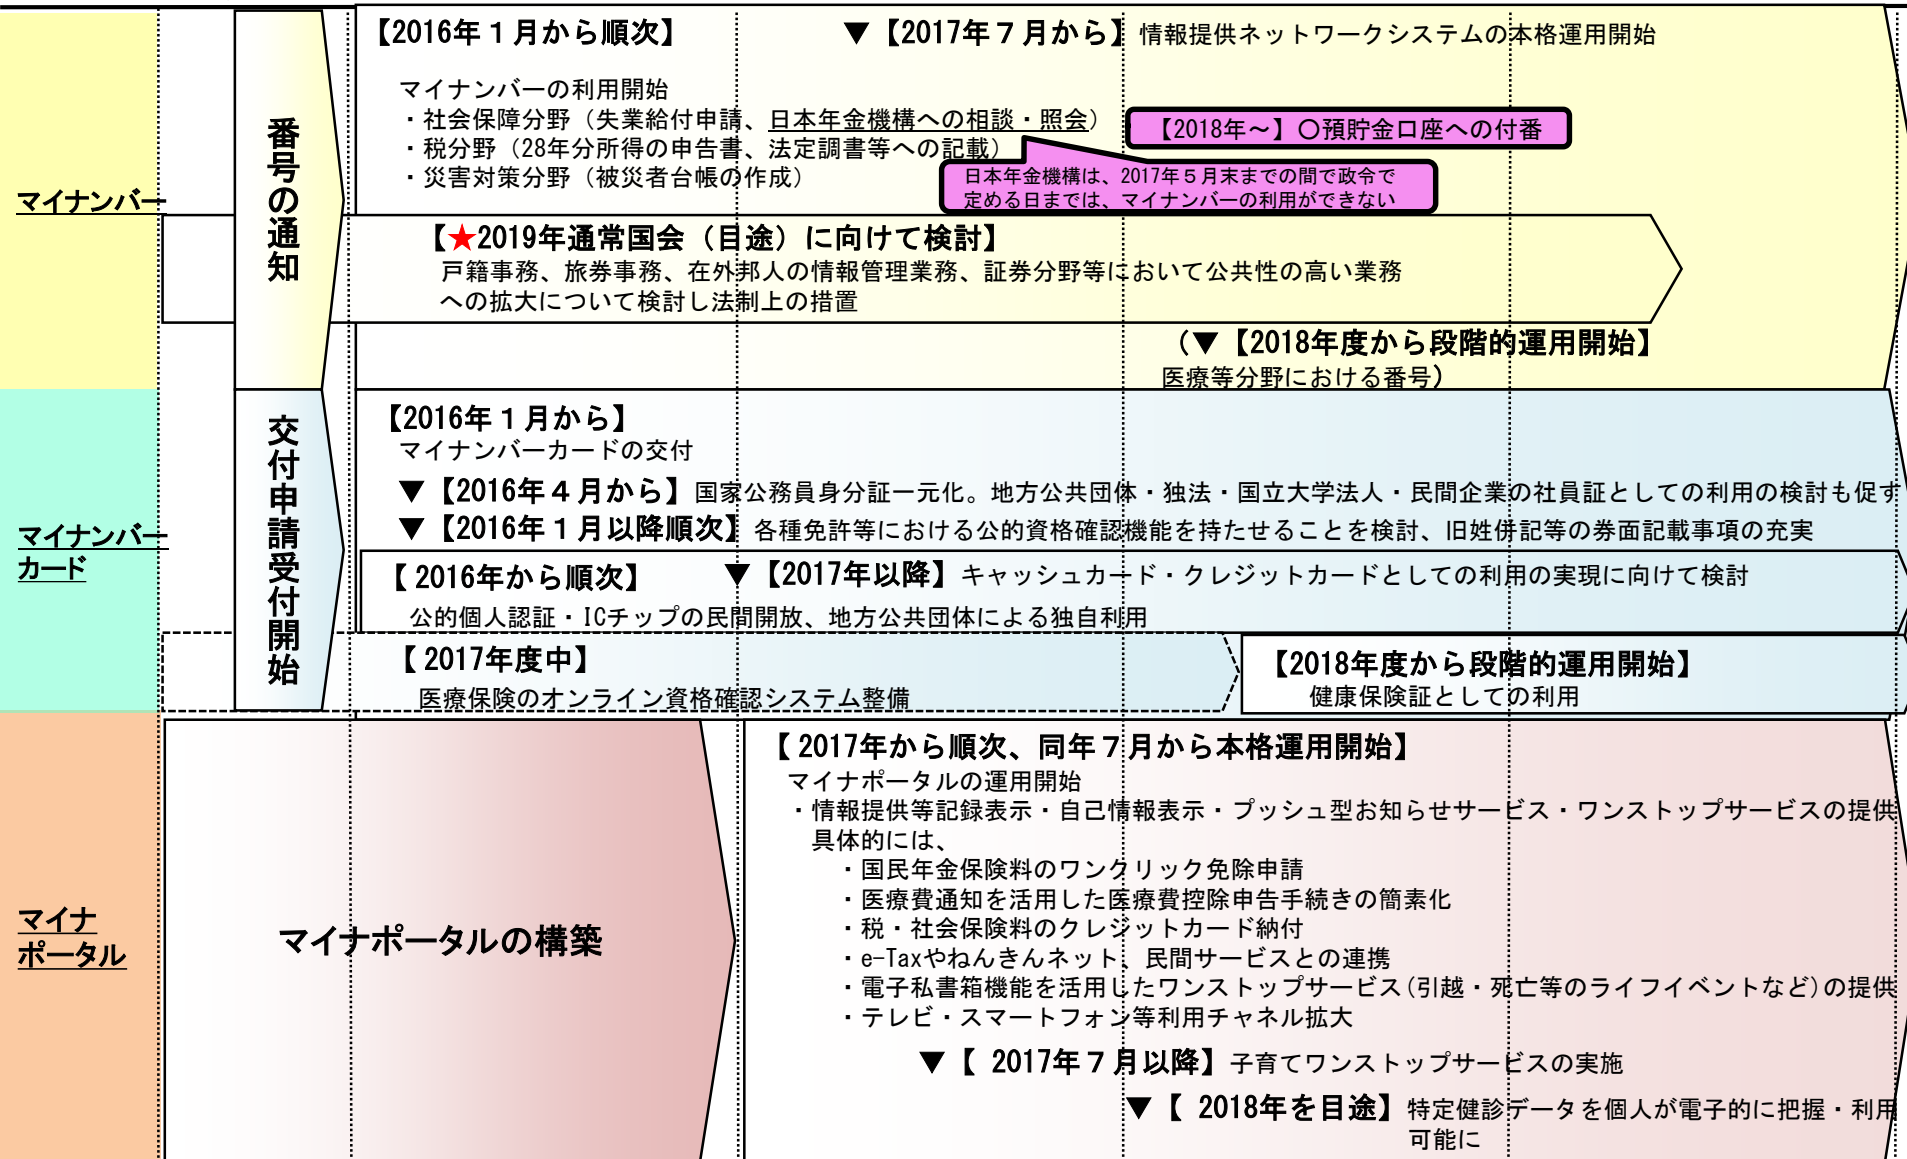 マイナンバー
番号の通知
【2016年１月から順次】
▼【2017年７月から】情報提供ネットワークシステムの本格運用開始
マイナンバーの利用開始
・社会保障分野（失業給付申請、日本年金機構への相談・照会）
・税分野（28年分所得の申告書、法定調書等への記載）
・災害対策分野（被災者台帳の作成）
【2018年～】〇預貯金口座への付番
日本年金機構は、2017年５月末までの間で政令で
定める日までは、マイナンバーの利用ができない
【★2019年通常国会（目途）に向けて検討】
戸籍事務、旅券事務、在外邦人の情報管理業務、証券分野等において公共性の高い業務
への拡大について検討し法制上の措置
（▼【2018年度から段階的運用開始】
医療等分野における番号）
マイナンバー
カード
交付申請受付開始
【2016年１月から】
マイナンバーカードの交付
▼【2016年４月から】国家公務員身分証一元化。地方公共団体・独法・国立大学法人・民間企業の社員証としての利用の検討も促す
▼【2016年１月以降順次】各種免許等における公的資格確認機能を持たせることを検討、旧姓併記等の券面記載事項の充実
【2016年から順次】
▼【2017年以降】キャッシュカード・クレジットカードとしての利用の実現に向けて検討
公的個人認証・ICチップの民間開放、地方公共団体による独自利用
【2017年度中】
医療保険のオンライン資格確認システム整備
【2018年度から段階的運用開始】
健康保険証としての利用
マイナ
ポータル
マイナポータルの構築
【2017年から順次、同年７月から本格運用開始】
マイナポータルの運用開始
・情報提供等記録表示・自己情報表示・プッシュ型お知らせサービス・ワンストップサービスの提供
具体的には、
・国民年金保険料のワンクリック免除申請
・医療費通知を活用した医療費控除申告手続きの簡素化
・税・社会保険料のクレジットカード納付
・e-Taxやねんきんネット、民間サービスとの連携
・電子私書箱機能を活用したワンストップサービス(引越・死亡等のライフイベントなど)の提供
・テレビ・スマートフォン等利用チャネル拡大
▼【 2017年７月以降】子育てワンストップサービスの実施
▼【 2018年を目途】特定健診データを個人が電子的に把握・利用
可能に